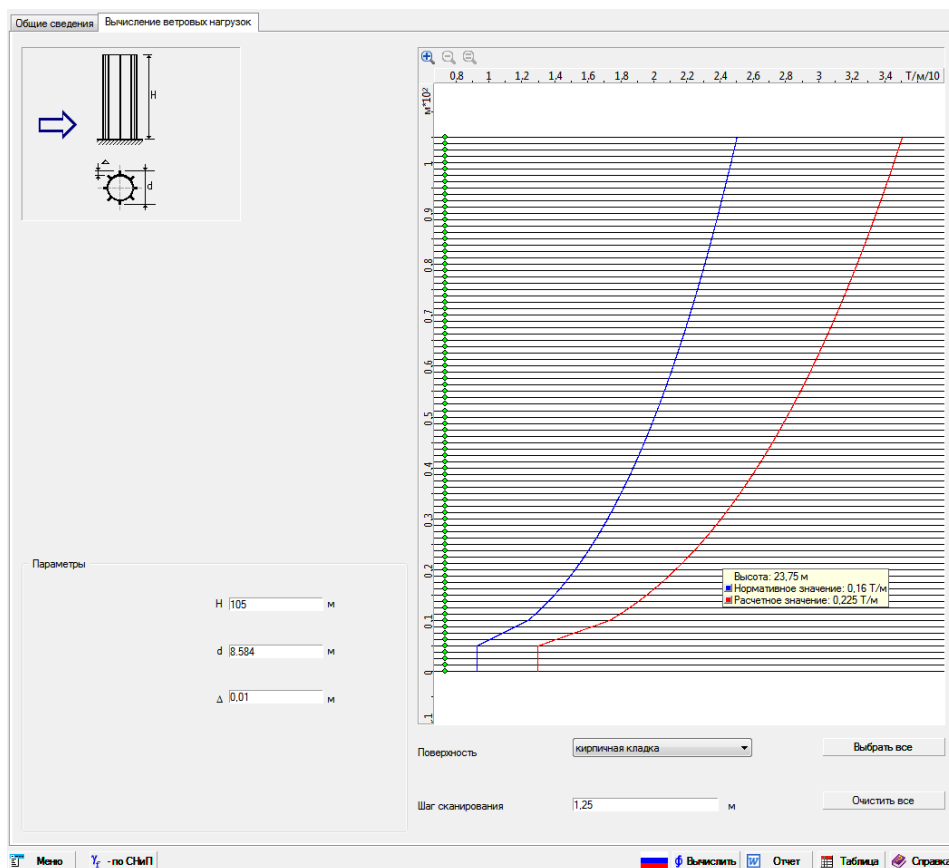 Общие сведения
Вычисление ветровых нагрузок
H
Δ
d
0,8 1 1,2 1,4 1,6 1,8 2 2,2 2,4 2,6 2,8 3 3,2 3,4 Т/м/10
м*10²
1
0,9
0,8
0,7
0,6
0,5
0,4
0,3
0,2
0,1
0
1
Высота: 23,75 м
Нормативное значение: 0,16 Т/м
Расчетное значение: 0,225 Т/м
Параметры
H 105 м
d 8.584 м
Δ 0,01 м
Поверхность кирпичная кладка Выбрать все
Шаг сканирования 1,25 м Очистить все
Меню γf - по СНиП Вычислить W Отчет Таблица Справка